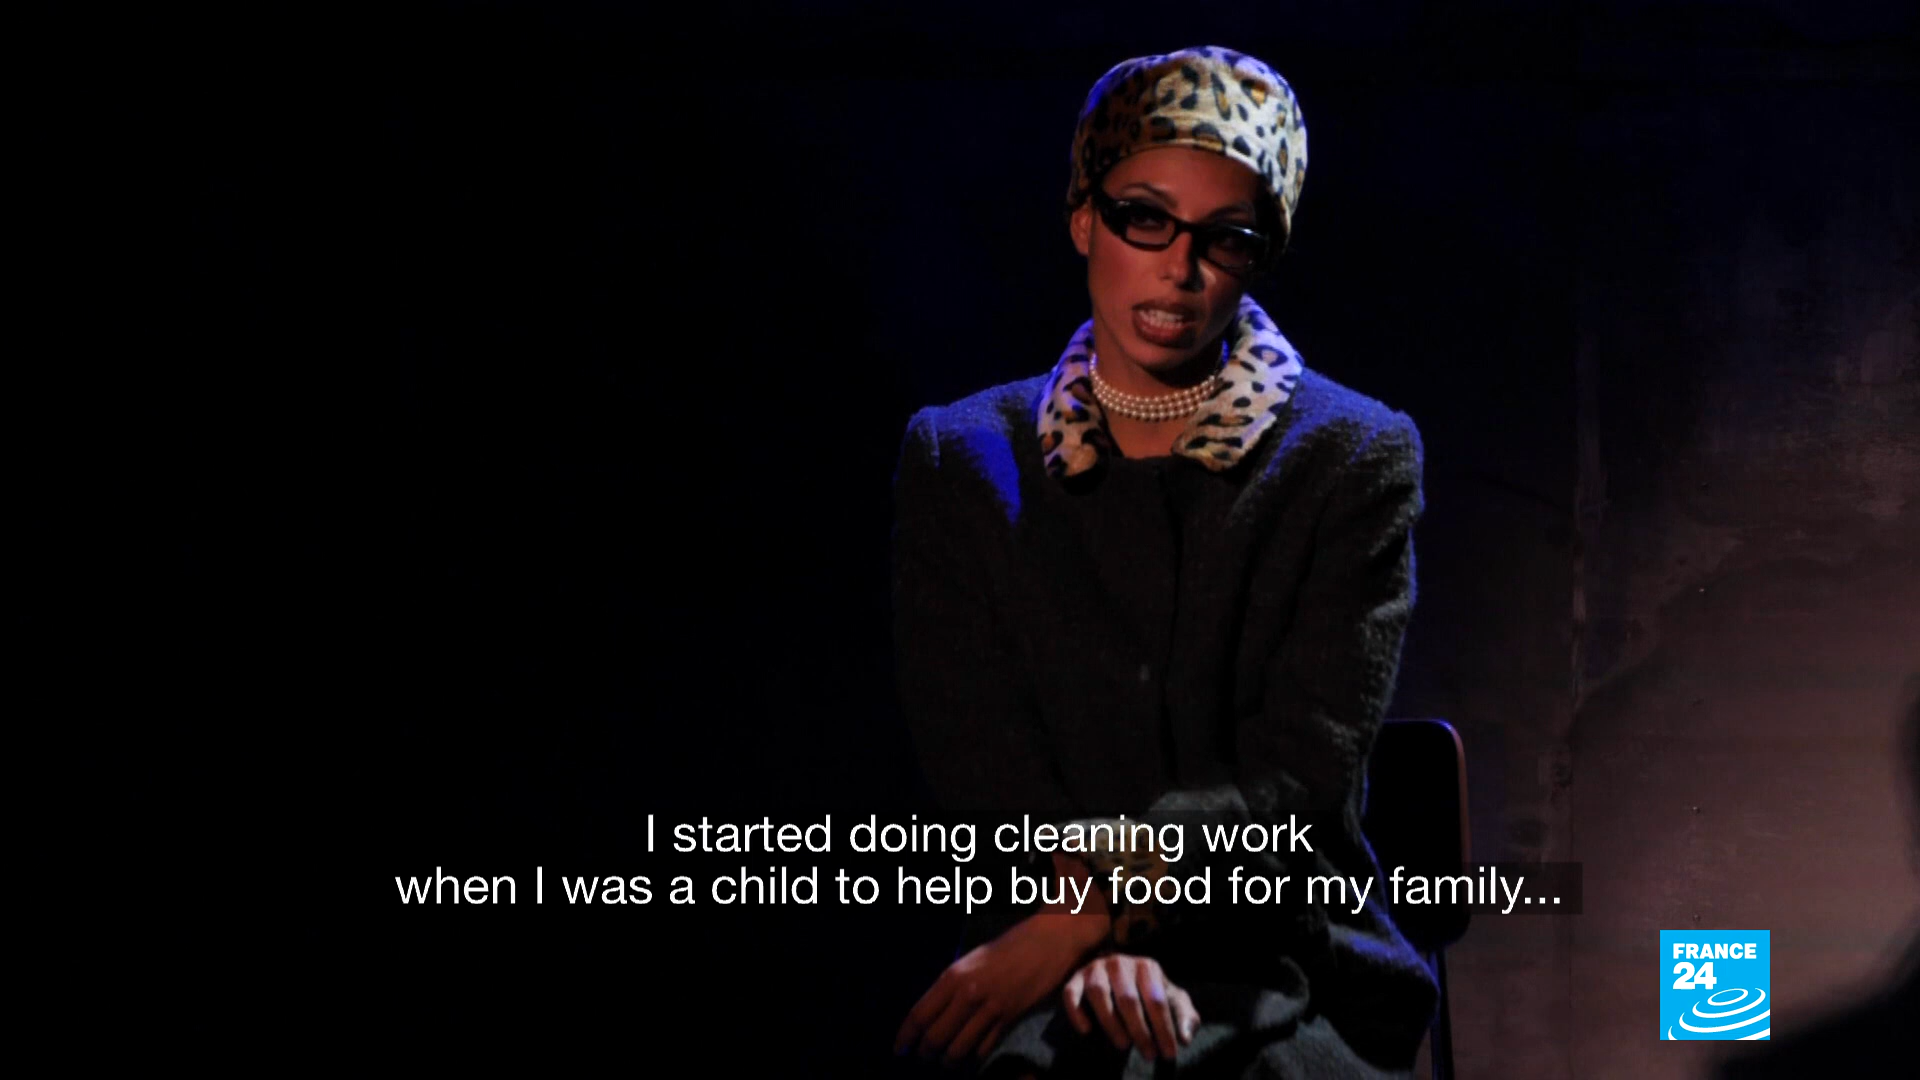 I started doing cleaning work
when I was a child to help buy food for my family...
FRANCE
24